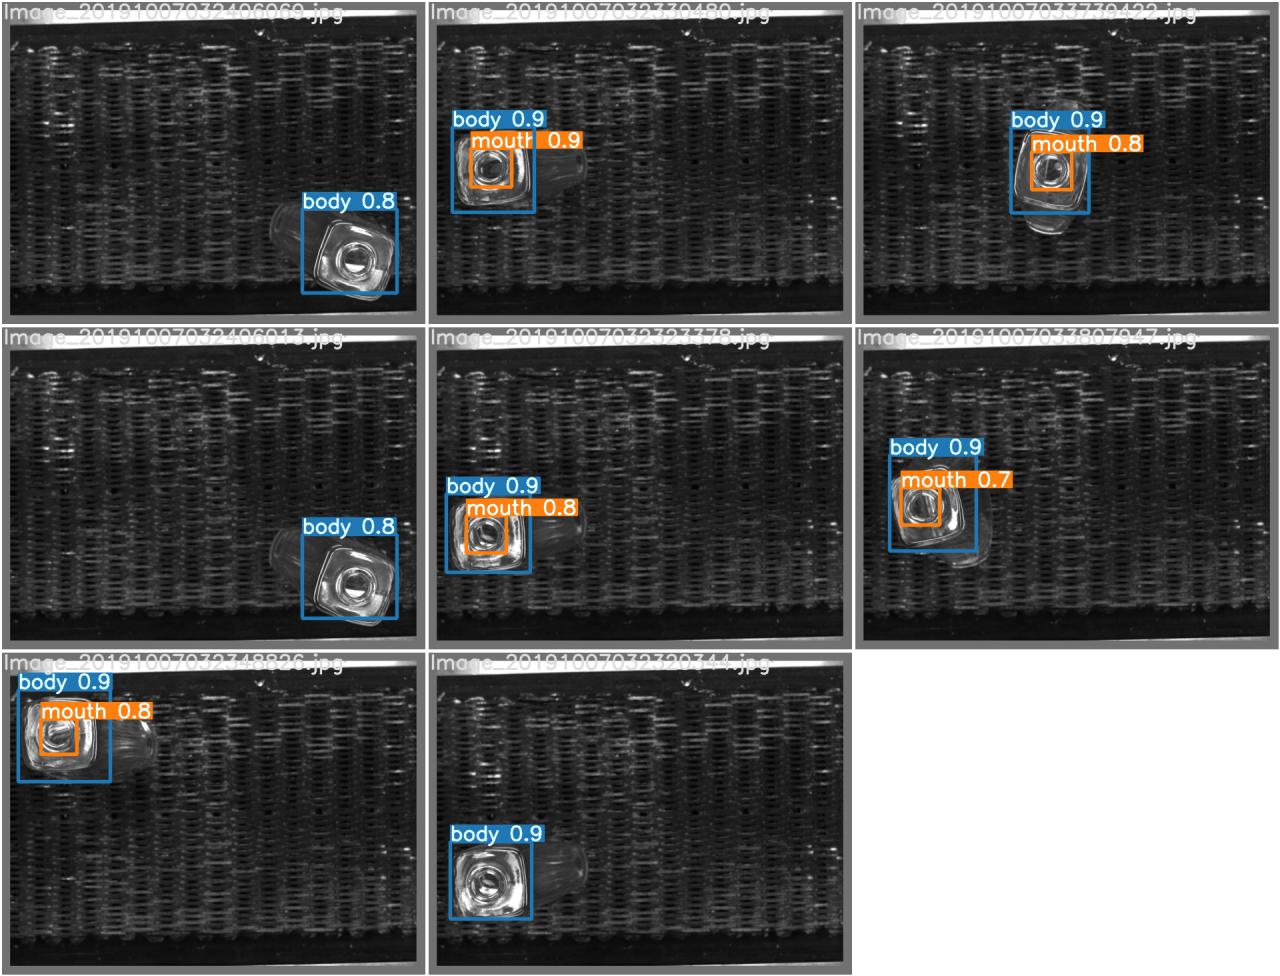 Image_20191007032406069.jpg
Image_20191007032330480.jpg
Image_20191007033739422.jpg
body 0.8
body 0.9
mouth 0.9
body 0.9
mouth 0.8
Image_20191007032406013.jpg
Image_20191007032323378.jpg
Image_20191007033807947.jpg
body 0.8
body 0.9
mouth 0.8
body 0.9
mouth 0.7
Image_20191007032348826.jpg
Image_20191007032320344.jpg
body 0.9
mouth 0.8
body 0.9